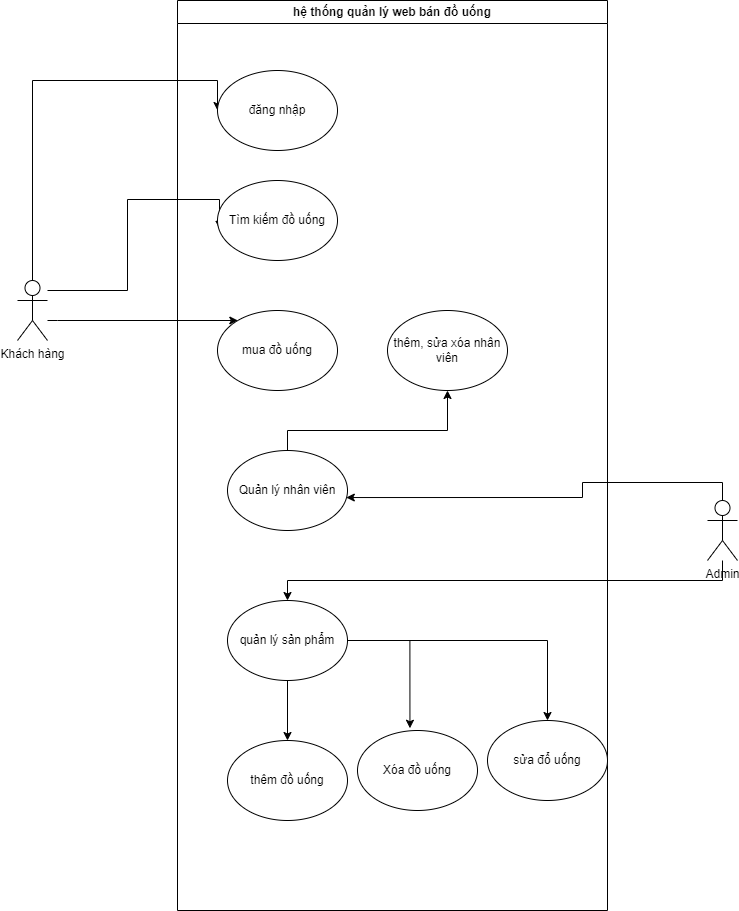 hệ thống quản lý web bán đồ uống
đăng nhập
Tìm kiếm đồ uống
Khách hàng
mua đồ uống
thêm, sửa xóa nhân
viên
Quản lý nhân viên
Admin
quản lý sản phẩm
thêm đồ uống
Xóa đồ uống
sửa đổ uống